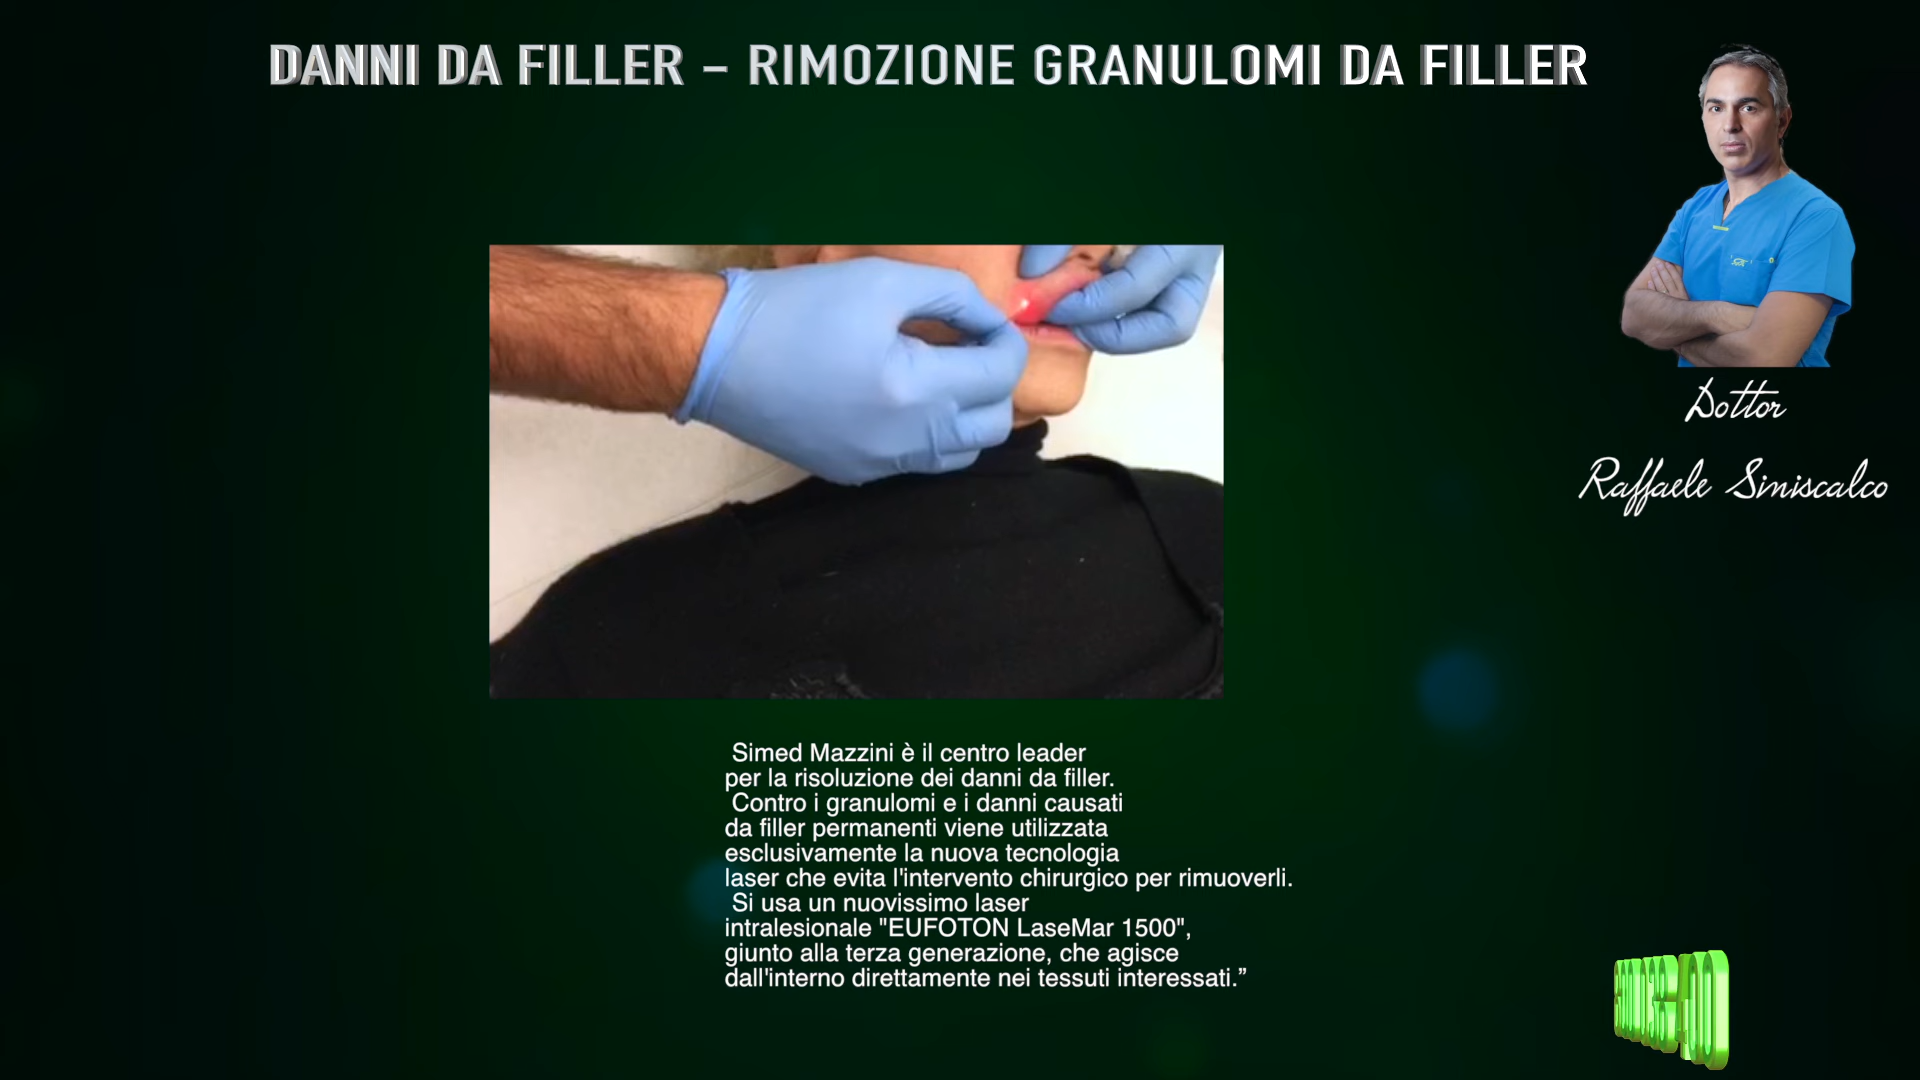 DANNI DA FILLER – RIMOZIONE GRANULOMI DA FILLER
Dottor
Raffaele Siniscalco
Simed Mazzini è il centro leader
per la risoluzione dei danni da filler.
Contro i granulomi e i danni causati
da filler permanenti viene utilizzata
esclusivamente la nuova tecnologia
laser che evita l'intervento chirurgico per rimuoverli.
Si usa un nuovissimo laser
intralesionale "EUFOTON LaseMar 1500",
giunto alla terza generazione, che agisce
dall'interno direttamente nei tessuti interessati.”